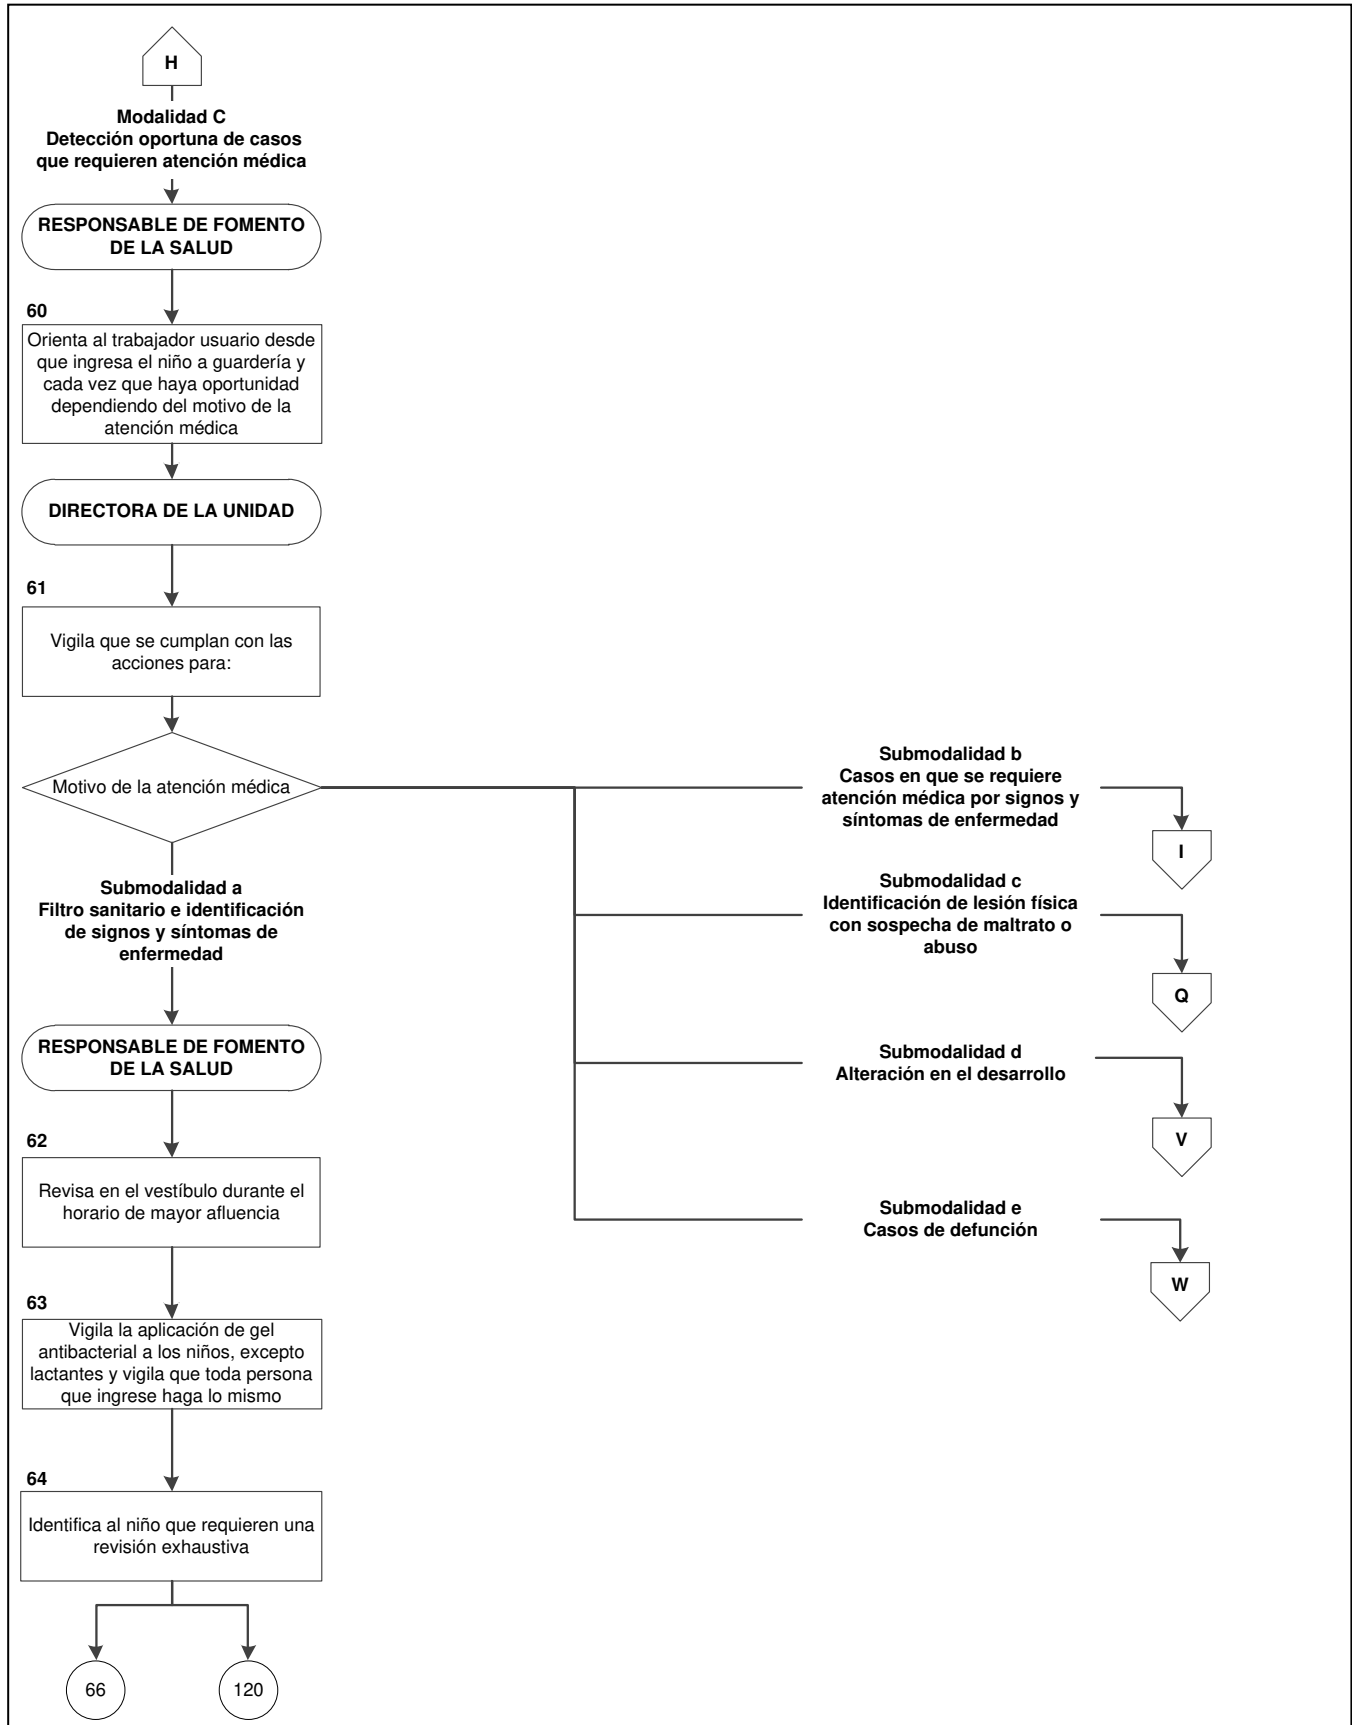 H
Modalidad C
Detección oportuna de casos
que requieren atención médica
RESPONSABLE DE FOMENTO
DE LA SALUD
60
Orienta al trabajador usuario desde
que ingresa el niño a guardería y
cada vez que haya oportunidad
dependiendo del motivo de la
atención médica
DIRECTORA DE LA UNIDAD
61
Vigila que se cumplan con las
acciones para:
Motivo de la atención médica
Submodalidad b
Casos en que se requiere
atención médica por signos y
síntomas de enfermedad
I
Submodalidad c
Identificación de lesión física
con sospecha de maltrato o
abuso
Q
Submodalidad d
Alteración en el desarrollo
V
Submodalidad e
Casos de defunción
W
Submodalidad a
Filtro sanitario e identificación
de signos y síntomas de
enfermedad
RESPONSABLE DE FOMENTO
DE LA SALUD
62
Revisa en el vestíbulo durante el
horario de mayor afluencia
63
Vigila la aplicación de gel
antibacterial a los niños, excepto
lactantes y vigila que toda persona
que ingrese haga lo mismo
64
Identifica al niño que requieren una
revisión exhaustiva
66
120